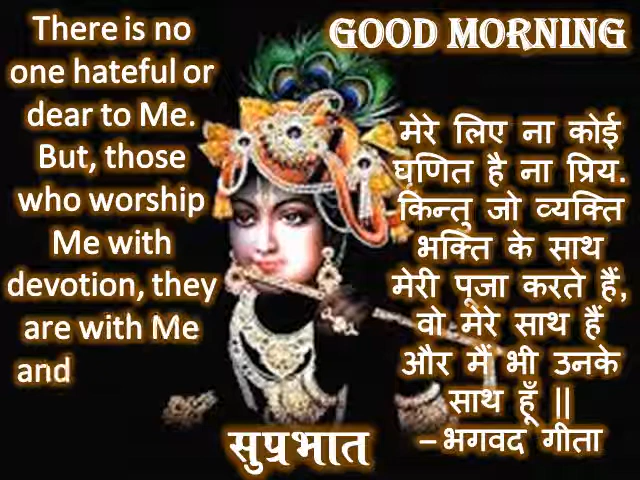 There is no
one hateful or
dear to Me.
But, those
who worship
Me with
devotion, they
are with Me
and
GOOD MORNING
मेरे लिए ना कोई
घृणित है ना प्रिय.
किन्तु जो व्यक्ति
भक्ति के साथ
मेरी पूजा करते हैं,
वो मेरे साथ हैं
और मैं भी उनके
साथ हूँ ||
– भगवद गीता
सुप्रभात